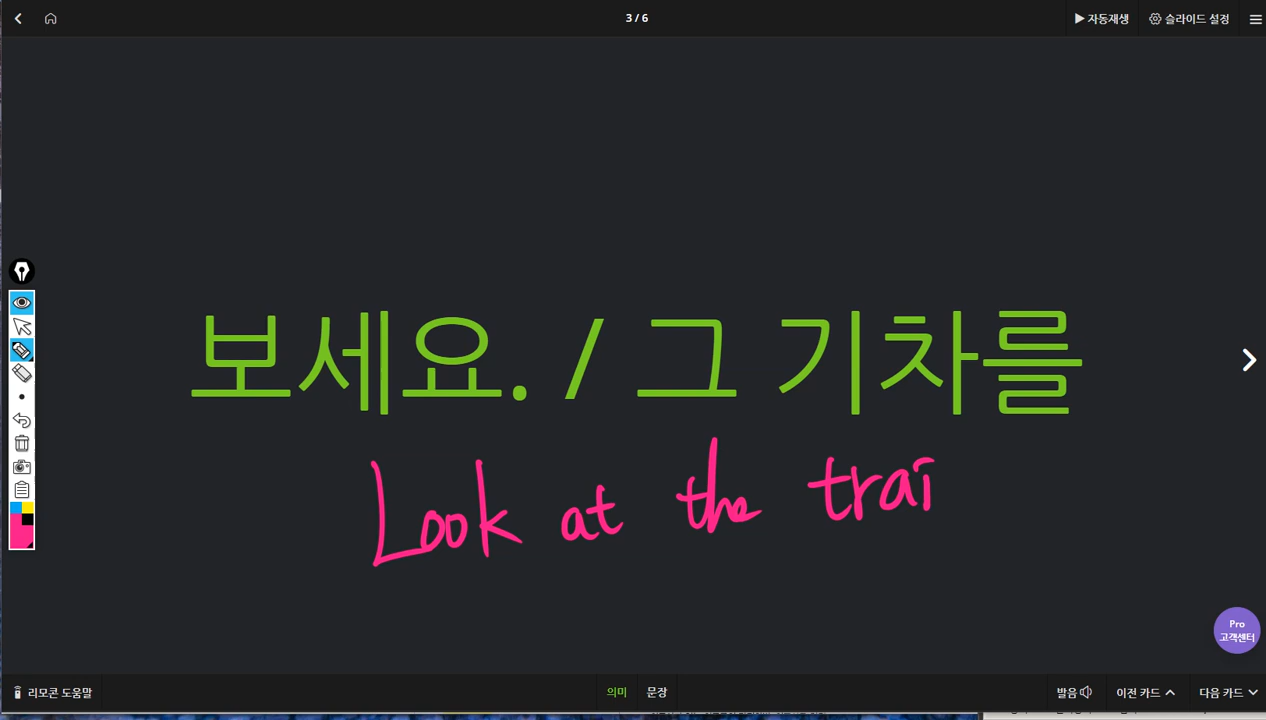 3 / 6
자동재생
슬라이드 설정
보세요. / 그 기차를
Look at the trai
Pro
고객센터
리모콘 도움말
의미
문장
발음
이전 카드
다음 카드